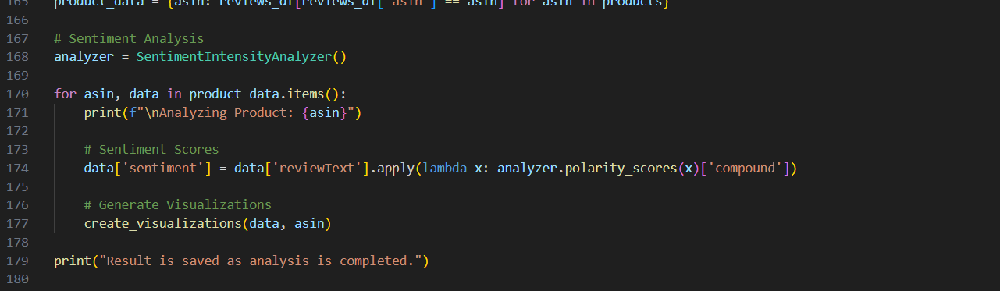 165 product_data = {asin: reviews_df[reviews_df['asin'] == asin] for asin in products}
166
167 # Sentiment Analysis
168 analyzer = SentimentIntensityAnalyzer()
169
170 for asin, data in product_data.items():
171     print(f"\nAnalyzing Product: {asin}")
172
173     # Sentiment Scores
174     data['sentiment'] = data['reviewText'].apply(lambda x: analyzer.polarity_scores(x)['compound'])
175
176     # Generate Visualizations
177     create_visualizations(data, asin)
178
179 print("Result is saved as analysis is completed.")
180